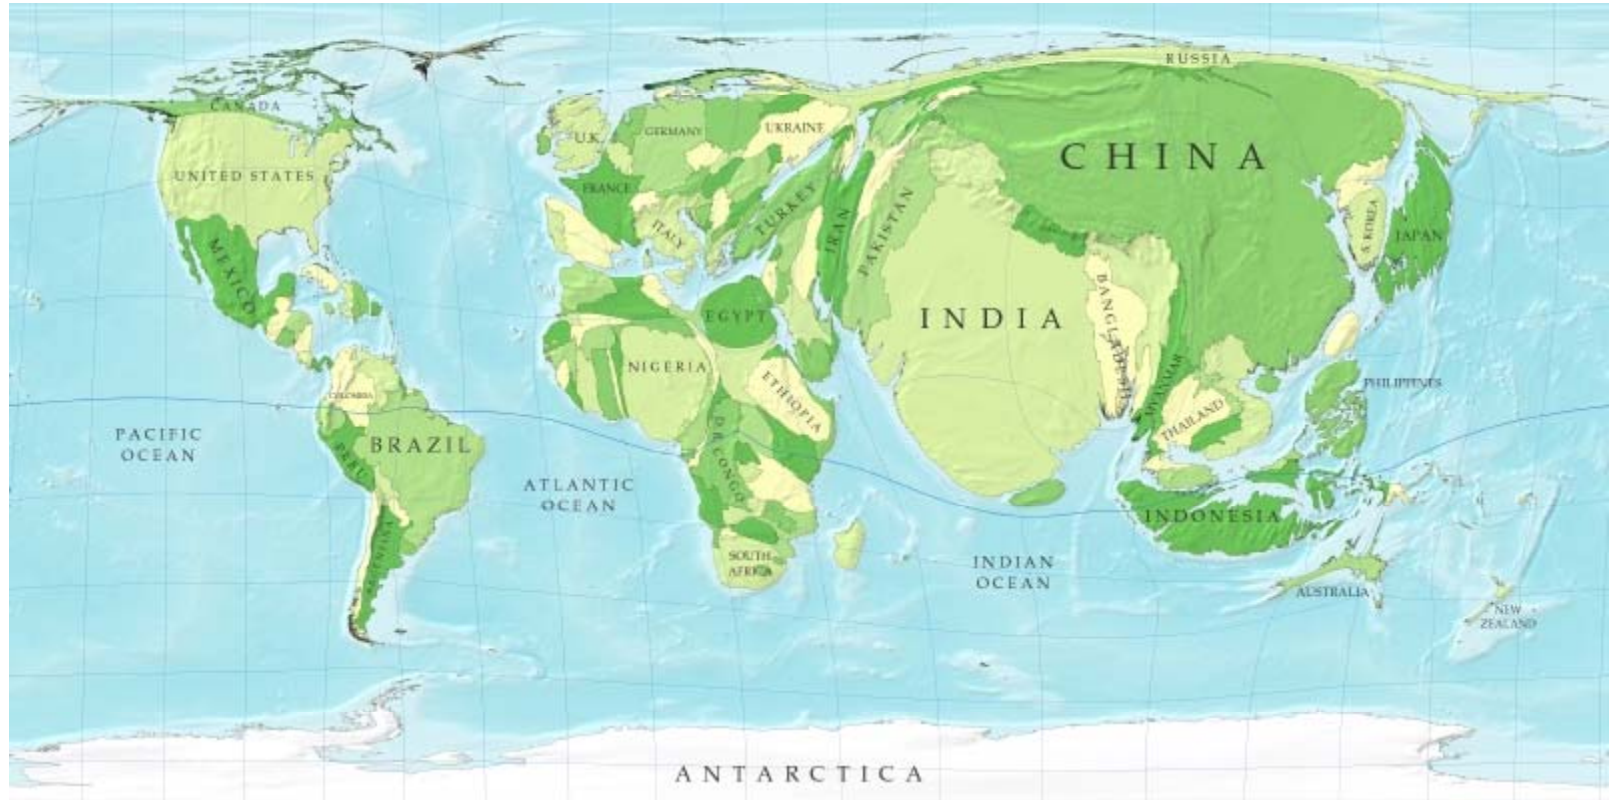 RUSSIA
CANADA
UNITED STATES
MEXICO
COLOMBIA
PERU
BRAZIL
ARGENTINA
U.K.
GERMANY
UKRAINE
FRANCE
ITALY
TURKEY
IRAN
PAKISTAN
CHINA
S. KOREA
JAPAN
INDIA
BANGLADESH
MYANMAR
THAILAND
PHILIPPINES
EGYPT
NIGERIA
ETHIOPIA
D.R. CONGO
SOUTH
AFRICA
INDONESIA
AUSTRALIA
NEW
ZEALAND
PACIFIC
OCEAN
ATLANTIC
OCEAN
INDIAN
OCEAN
ANTARCTICA